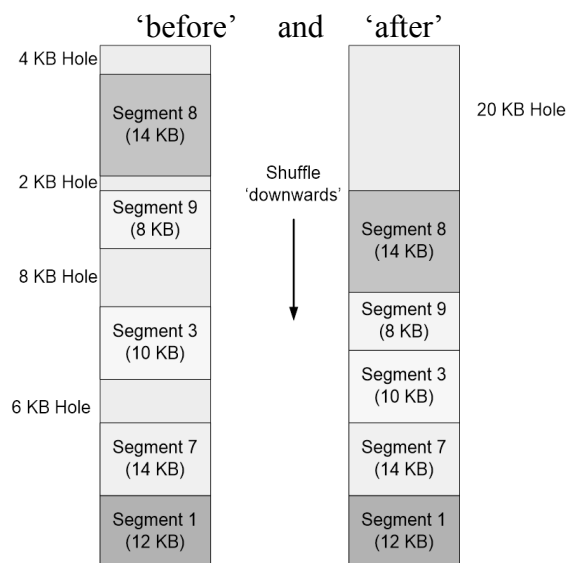 ‘before’ and ‘after’
4 KB Hole
Segment 8
(14 KB)
2 KB Hole
Segment 9
(8 KB)
8 KB Hole
Segment 3
(10 KB)
6 KB Hole
Segment 7
(14 KB)
Segment 1
(12 KB)
Shuffle
‘downwards’
20 KB Hole
Segment 8
(14 KB)
Segment 9
(8 KB)
Segment 3
(10 KB)
Segment 7
(14 KB)
Segment 1
(12 KB)